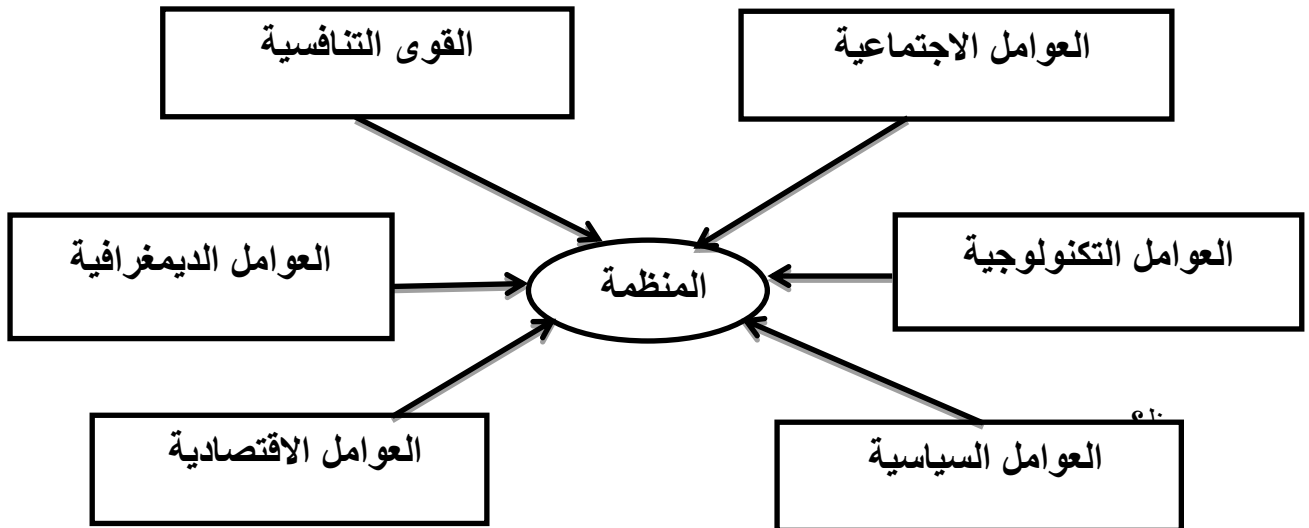 العوامل الاجتماعية
القوى التنافسية
العوامل التكنولوجية
المنظمة
العوامل الديمغرافية
العوامل السياسية
العوامل الاقتصادية